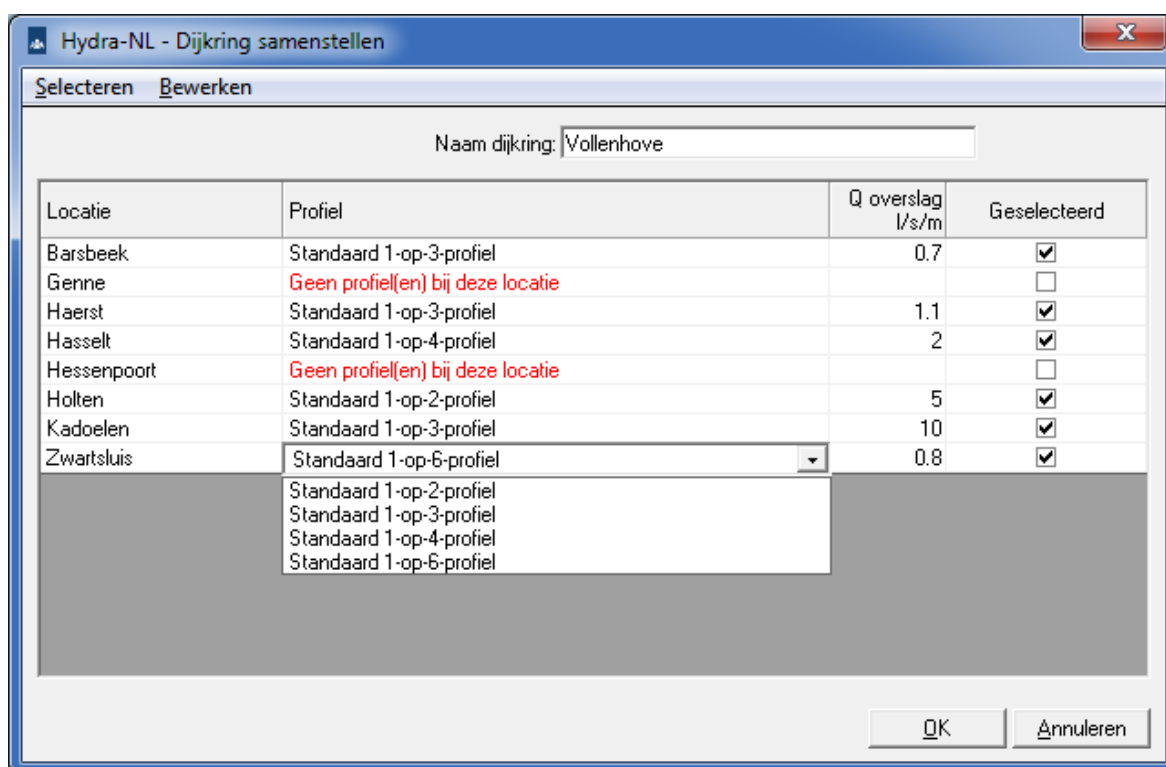 Hydra-NL - Dijkring samenstellen
Selecteren Bewerken
Naam dijkring: Vollenhove
Locatie Profiel Q overslag l/s/m Geselecteerd
Barsbeek Standaard 1-op-3-profiel 0.7
Genne Geen profiel(en) bij deze locatie
Haerst Standaard 1-op-3-profiel 1.1
Hasselt Standaard 1-op-4-profiel 2
Hessenpoort Geen profiel(en) bij deze locatie
Holten Standaard 1-op-2-profiel 5
Kadoelen Standaard 1-op-3-profiel 10
Zwartsluis Standaard 1-op-6-profiel 0.8
Standaard 1-op-2-profiel
Standaard 1-op-3-profiel
Standaard 1-op-4-profiel
Standaard 1-op-6-profiel
OK Annuleren